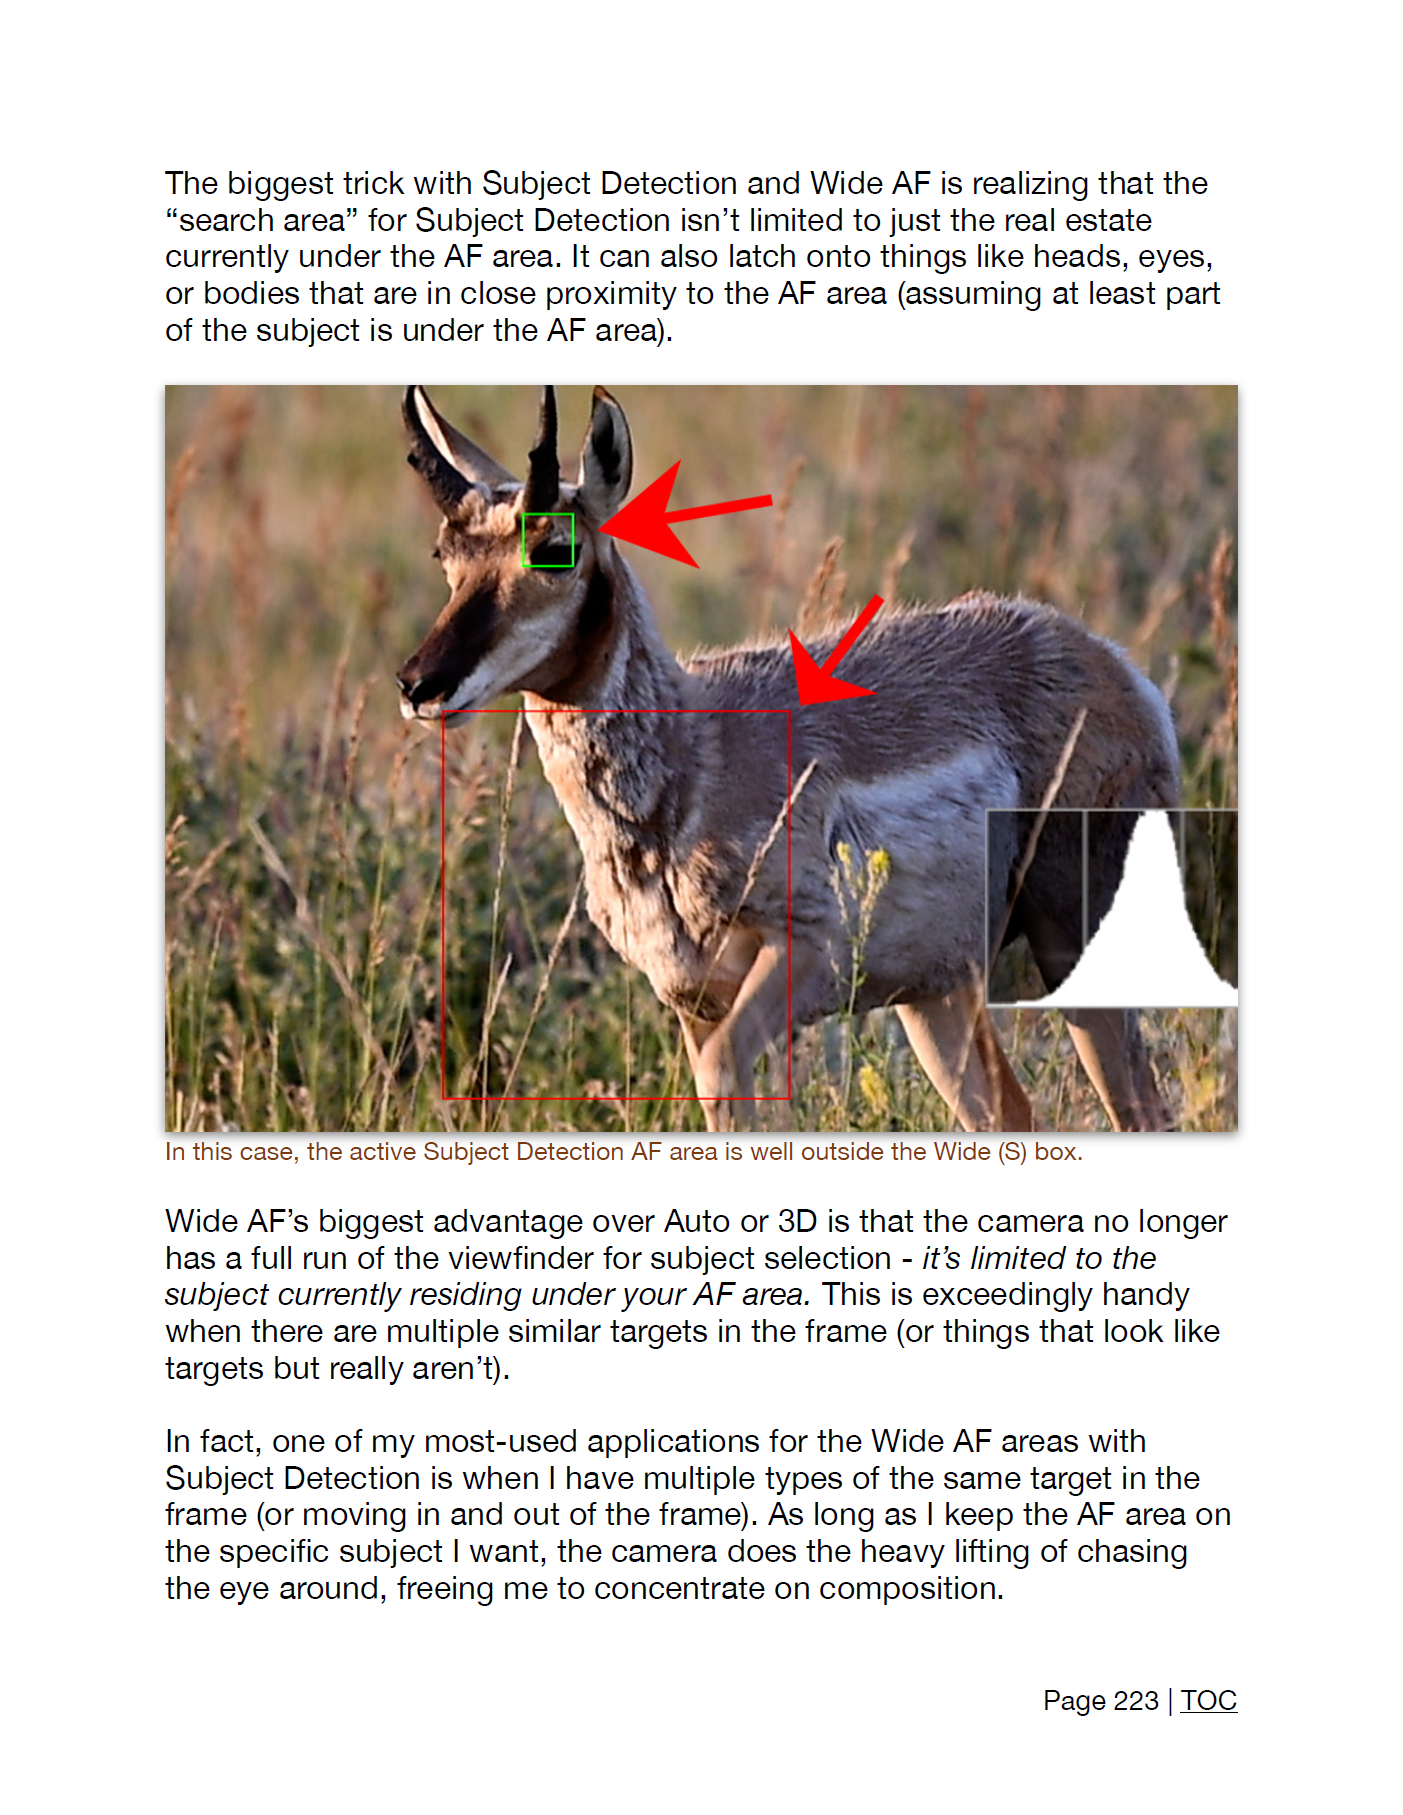 The biggest trick with Subject Detection and Wide AF is realizing that the
“search area” for Subject Detection isn’t limited to just the real estate
currently under the AF area. It can also latch onto things like heads, eyes,
or bodies that are in close proximity to the AF area (assuming at least part
of the subject is under the AF area).
In this case, the active Subject Detection AF area is well outside the Wide (S) box.
Wide AF’s biggest advantage over Auto or 3D is that the camera no longer
has a full run of the viewfinder for subject selection - it’s limited to the
subject currently residing under your AF area. This is exceedingly handy
when there are multiple similar targets in the frame (or things that look like
targets but really aren’t).
In fact, one of my most-used applications for the Wide AF areas with
Subject Detection is when I have multiple types of the same target in the
frame (or moving in and out of the frame). As long as I keep the AF area on
the specific subject I want, the camera does the heavy lifting of chasing
the eye around, freeing me to concentrate on composition.
Page 223 | TOC